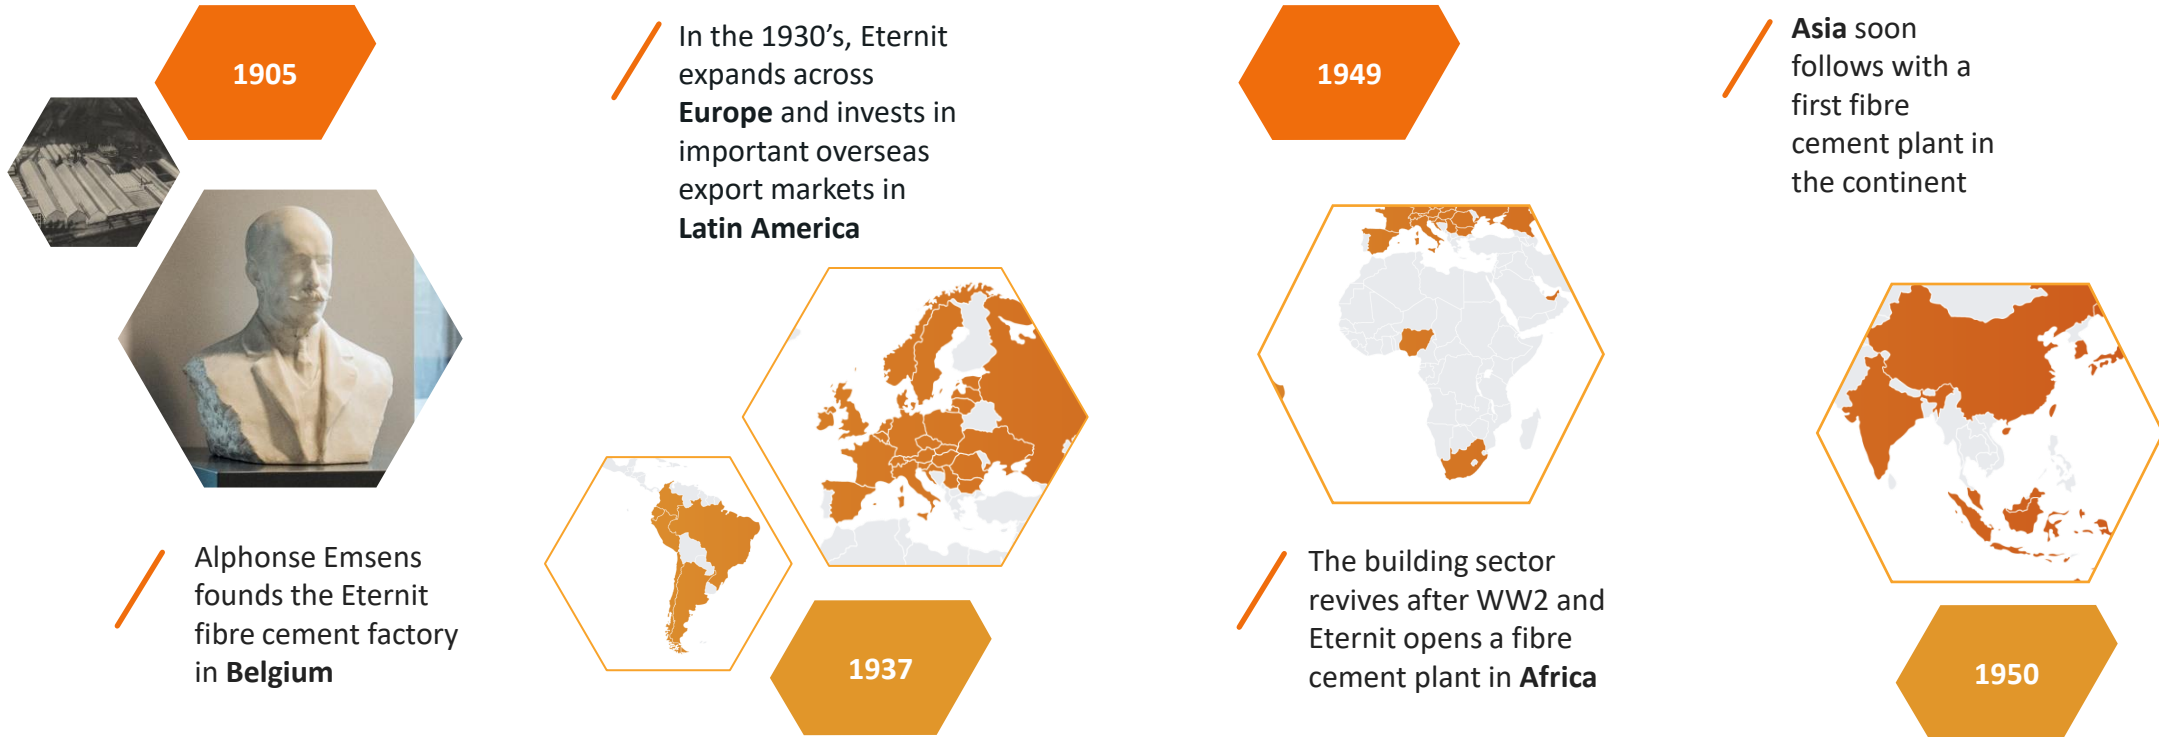 1905
Alphonse Emsens
founds the Eternit
fibre cement factory
in Belgium
In the 1930’s, Eternit
expands across
Europe and invests in
important overseas
export markets in
Latin America
1937
1949
The building sector
revives after WW2 and
Eternit opens a fibre
cement plant in Africa
Asia soon
follows with a
first fibre
cement plant in
the continent
1950